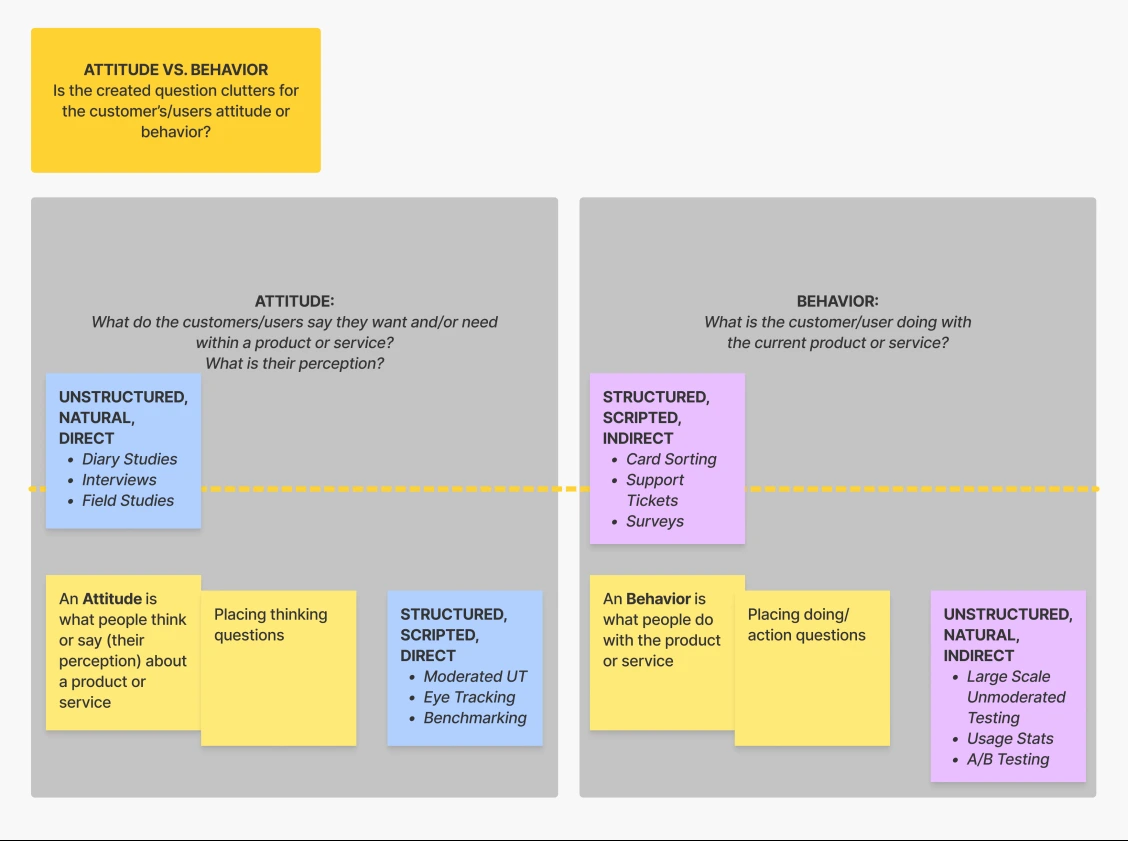 ATTITUDE VS. BEHAVIOR
Is the created question clutters for
the customer's/users attitude or
behavior?
ATTITUDE:
What do the customers/users say they want and/or need
within a product or service?
What is their perception?
UNSTRUCTURED,
NATURAL,
DIRECT
• Diary Studies
• Interviews
• Field Studies
An Attitude is
what people think
or say (their
perception) about
a product or
service
Placing thinking
questions
STRUCTURED,
SCRIPTED,
DIRECT
• Moderated UT
• Eye Tracking
• Benchmarking
BEHAVIOR:
What is the customer/user doing with
the current product or service?
STRUCTURED,
SCRIPTED,
INDIRECT
• Card Sorting
• Support
Tickets
• Surveys
An Behavior is
what people do
with the product
or service
Placing doing/
action questions
UNSTRUCTURED,
NATURAL,
INDIRECT
• Large Scale
Unmoderated
Testing
• Usage Stats
• A/B Testing